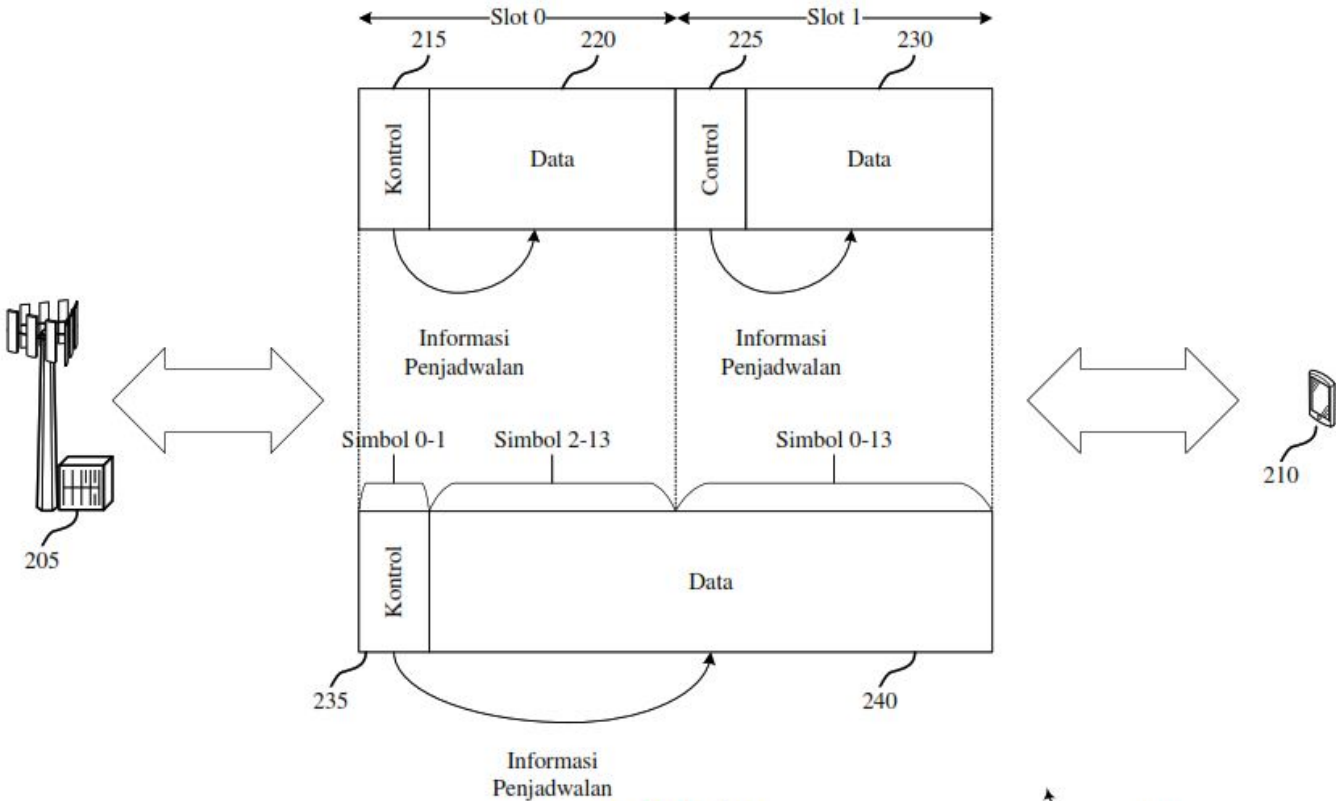 Slot 0
Slot 1
215
220
225
230
Kontrol
Data
Control
Data
Informasi
Penjadwalan
Informasi
Penjadwalan
Simbol 0-1
Simbol 2-13
Simbol 0-13
205
210
Kontrol
Data
235
240
Informasi
Penjadwalan